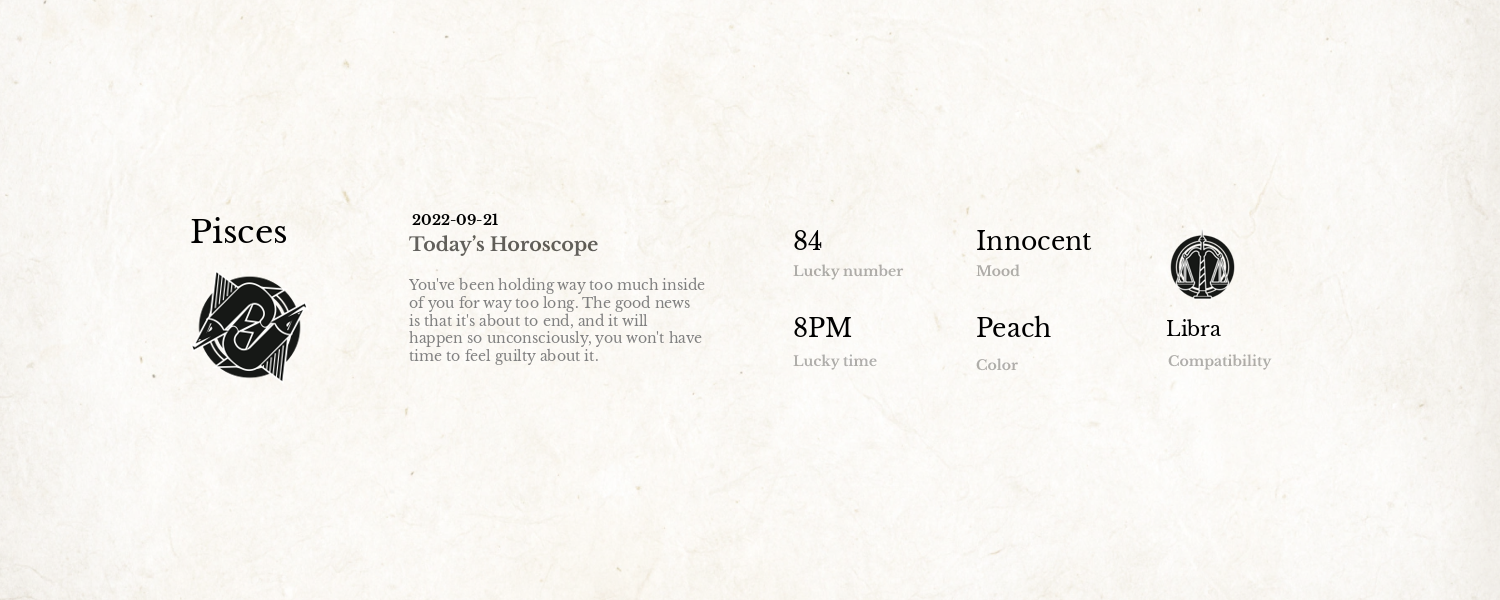 Pisces
2022-09-21
Today’s Horoscope
You've been holding way too much inside
of you for way too long. The good news
is that it's about to end, and it will
happen so unconsciously, you won't have
time to feel guilty about it.
84
Lucky number
8PM
Lucky time
Innocent
Mood
Peach
Color
Libra
Compatibility